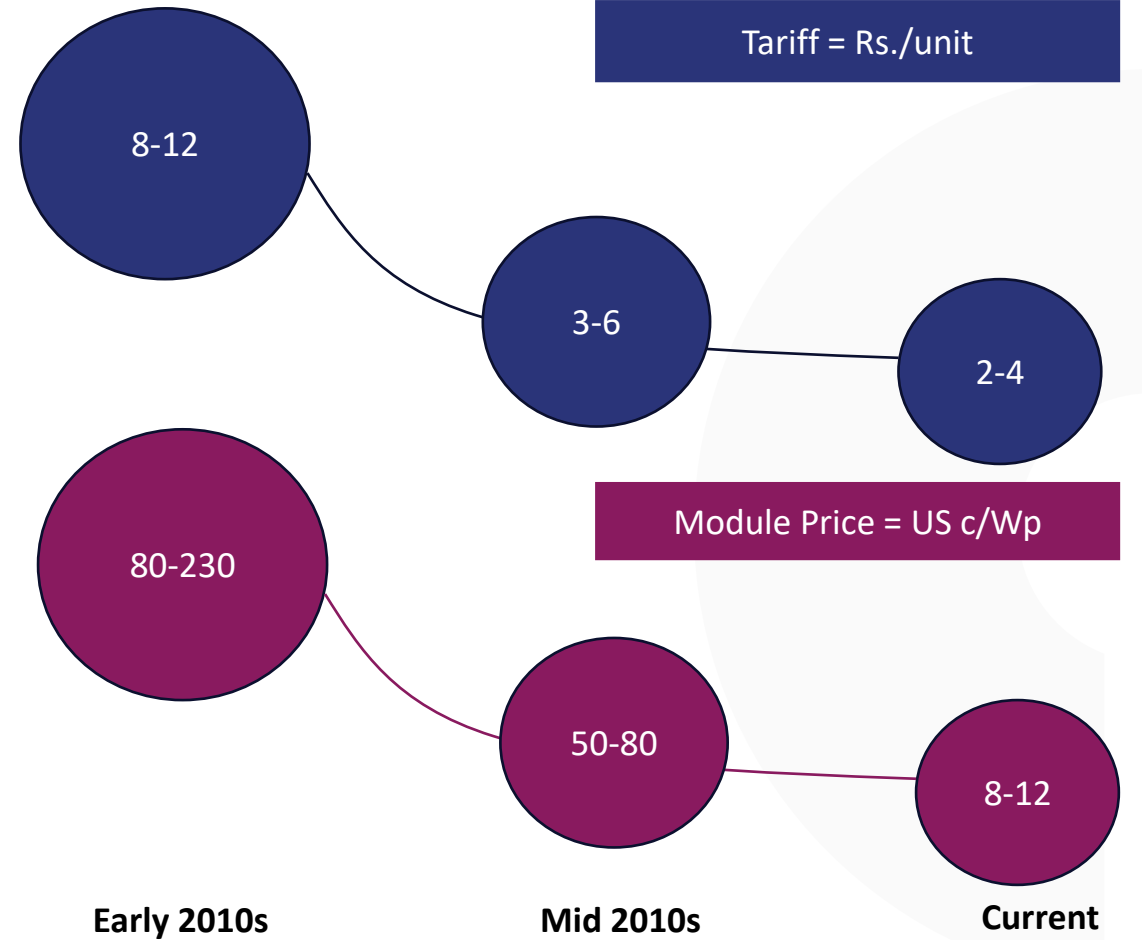 Tariff = Rs./unit
8-12
3-6
2-4
Module Price = US c/Wp
80-230
50-80
8-12
Early 2010s
Mid 2010s
Current